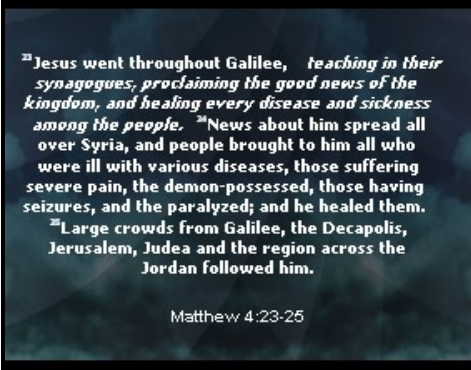 23Jesus went throughout Galilee, teaching in their
synagogues, proclaiming the good news of the
kingdom, and healing every disease and sickness
among the people. 24News about him spread all
over Syria, and people brought to him all who
were ill with various diseases, those suffering
severe pain, the demon-possessed, those having
seizures, and the paralyzed; and he healed them.
25Large crowds from Galilee, the Decapolis,
Jerusalem, Judea and the region across the
Jordan followed him.
Matthew 4:23-25